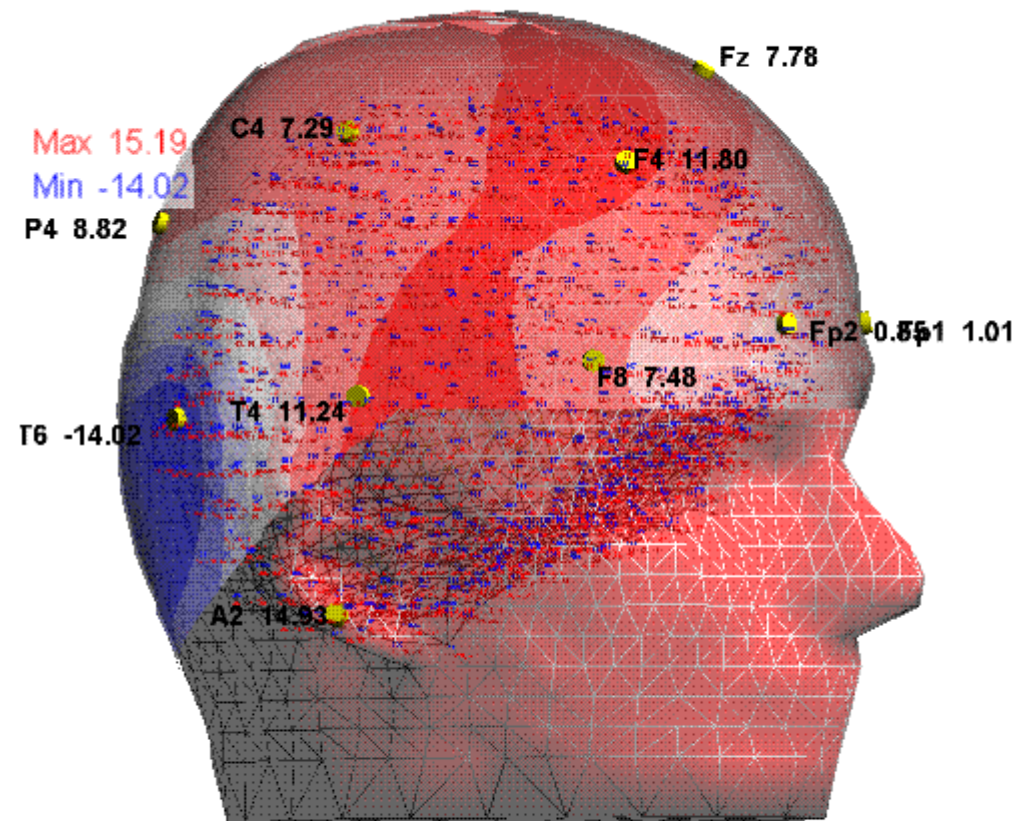 Fz 7.78
C4 7.29
Max 15.19
F4 11.80
Min -14.02
P4 8.82
Fp2
1.01
F8 7.48
T4 11.24
T6 -14.02
A2 14.93